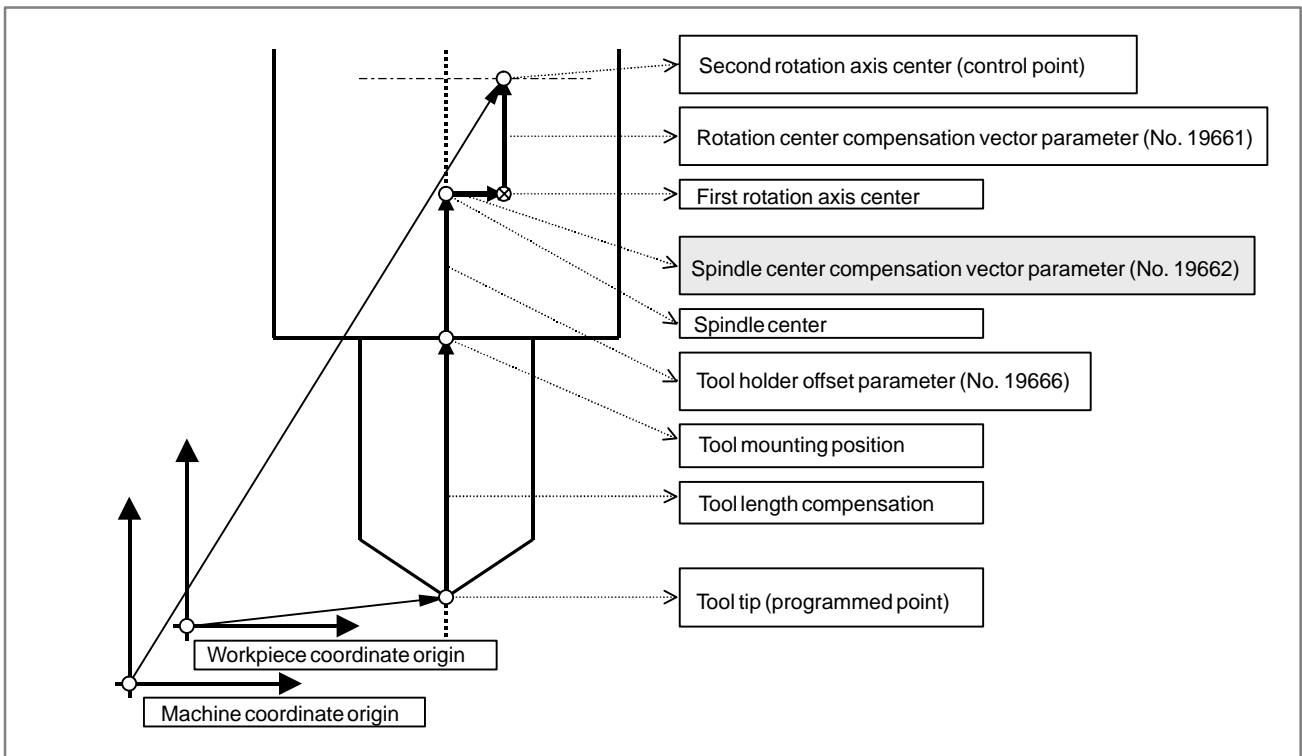 Second rotation axis center (control point)
Rotation center compensation vector parameter (No. 19661)
First rotation axis center
Spindle center compensation vector parameter (No. 19662)
Spindle center
Tool holder offset parameter (No. 19666)
Tool mounting position
Tool length compensation
Tool tip (programmed point)
Workpiece coordinate origin
Machine coordinate origin